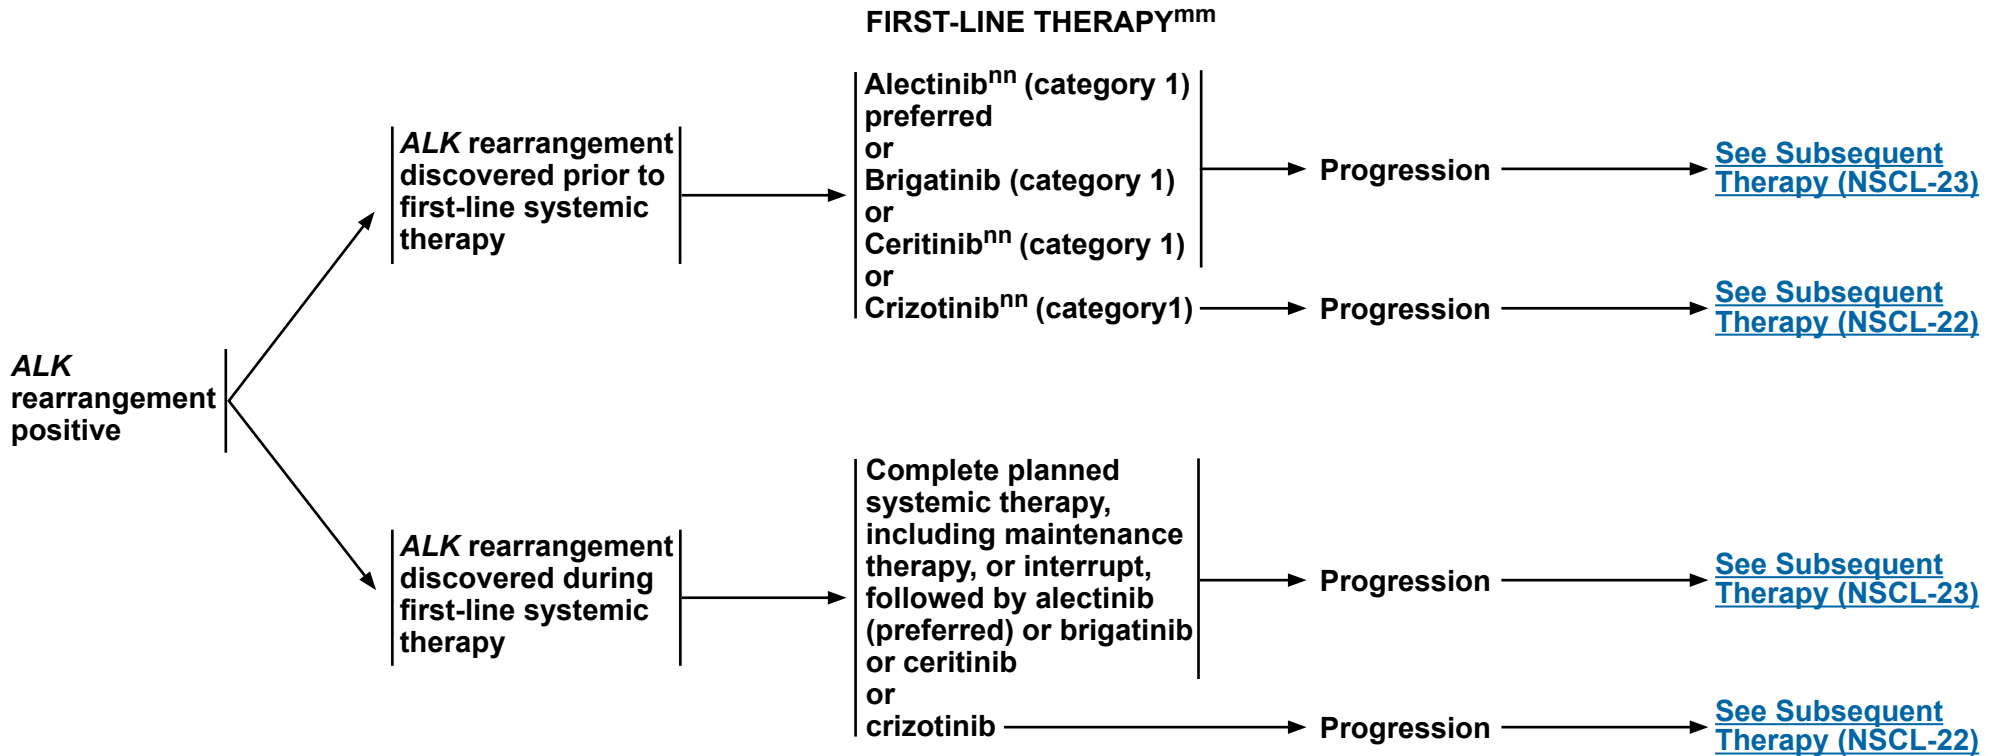 FIRST-LINE THERAPYmm
ALK
rearrangement
positive
ALK rearrangement
discovered prior to
first-line systemic
therapy
Alectinibnn (category 1)
preferred
or
Brigatinib (category 1)
or
Ceritinibnn (category 1)
or
Crizotinibnn (category1)
Progression
See Subsequent
Therapy (NSCL-23)
Progression
See Subsequent
Therapy (NSCL-22)
ALK rearrangement
discovered during
first-line systemic
therapy
Complete planned
systemic therapy,
including maintenance
therapy, or interrupt,
followed by alectinib
(preferred) or brigatinib
or ceritinib
or
crizotinib
Progression
See Subsequent
Therapy (NSCL-23)
Progression
See Subsequent
Therapy (NSCL-22)